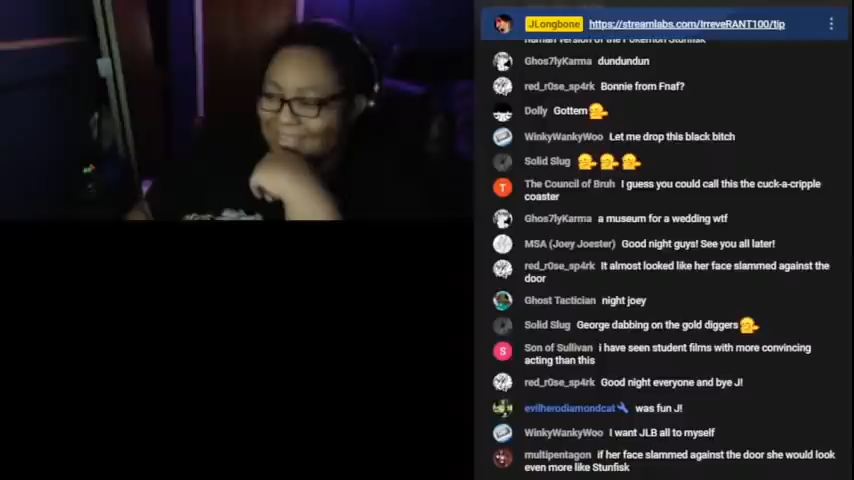 JLongbone https://streamlabs.com/IrreveRANT100/tip
human version of the Pokemon Stunfisk
Ghos7lyKarma dundundun
red_r0se_sp4rk Bonnie from Fnaf?
Dolly Gottem
WinkyWankyWoo Let me drop this black bitch
Solid Slug
The Council of Bruh I guess you could call this the cuck-a-cripple
coaster
Ghos7lyKarma a museum for a wedding wtf
MSA (Joey Joester) Good night guys! See you all later!
red_r0se_sp4rk It almost looked like her face slammed against the
door
Ghost Tactician night joey
Solid Slug George dabbing on the gold diggers
Son of Sullivan i have seen student films with more convincing
acting than this
red_r0se_sp4rk Good night everyone and bye J!
evilherodiamondcat was fun J!
WinkyWankyWoo I want JLB all to myself
multipentagon if her face slammed against the door she would look
even more like Stunfisk